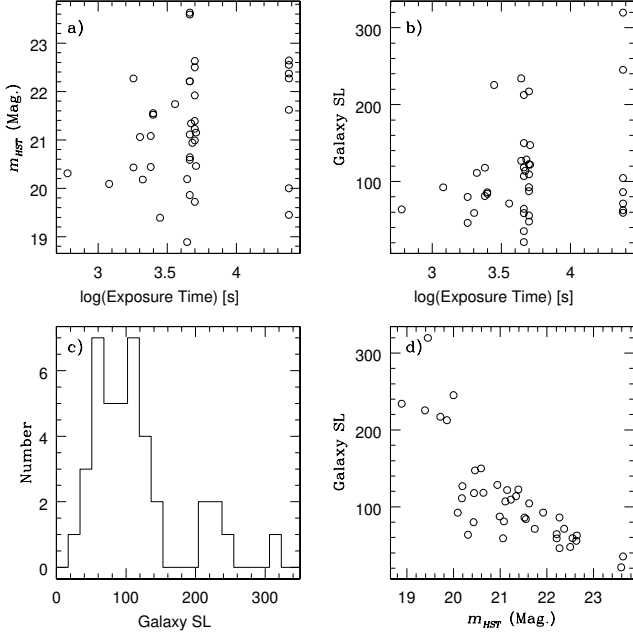 a)
m_HST (Mag.)
23
22
21
20
19
3 3.5 4
log(Exposure Time) [s]
b)
Galaxy SL
300
200
100
3 3.5 4
log(Exposure Time) [s]
c)
Number
6
4
2
0
0 100 200 300
Galaxy SL
d)
Galaxy SL
300
200
100
0
19 20 21 22 23
m_HST (Mag.)